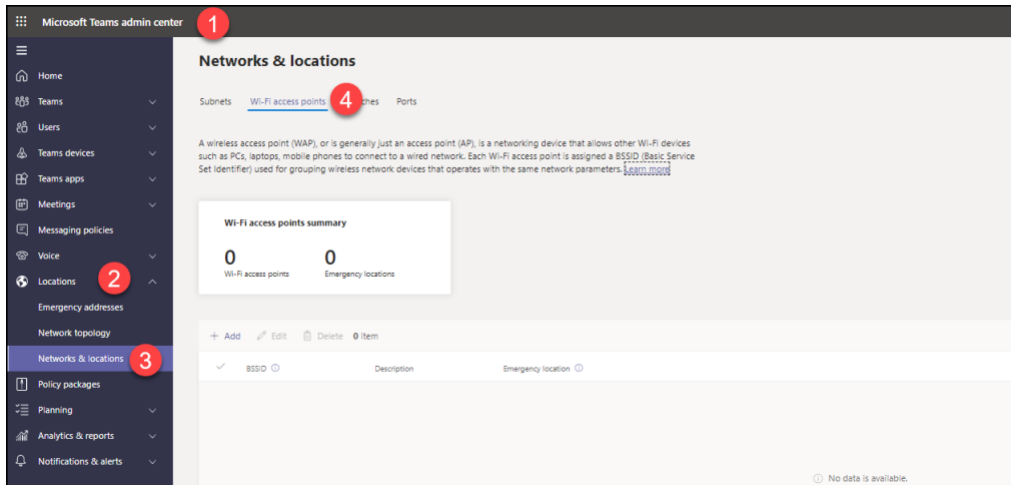 Microsoft Teams admin center
1
Home
Teams
Users
Teams devices
Teams apps
Meetings
Messaging policies
Voice
Locations
2
Emergency addresses
Network topology
Networks & locations
3
Policy packages
Planning
Analytics & reports
Notifications & alerts
Networks & locations
Subnets Wi-Fi access points 4 ches Ports
A wireless access point (WAP), or is generally just an access point (AP), is a networking device that allows other Wi-Fi devices
such as PCs, laptops, mobile phones to connect to a wired network. Each Wi-Fi access point is assigned a BSSID (Basic Service
Set Identifier) used for grouping wireless network devices that operates with the same network parameters. Learn more
Wi-Fi access points summary
0 0
Wi-Fi access points Emergency locations
+ Add Edit Delete 0 item
BSSID Description Emergency location
No data is available.